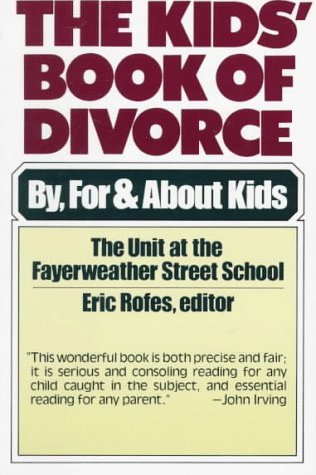 THE KIDS'
BOOK OF
DIVORCE
By, For & About Kids
The Unit at the
Fayerweather Street School
Eric Rofes, editor
"This wonderful book is both precise and fair;
it is serious and consoling reading for any
child caught in the subject, and essential
reading for any parent." —John Irving